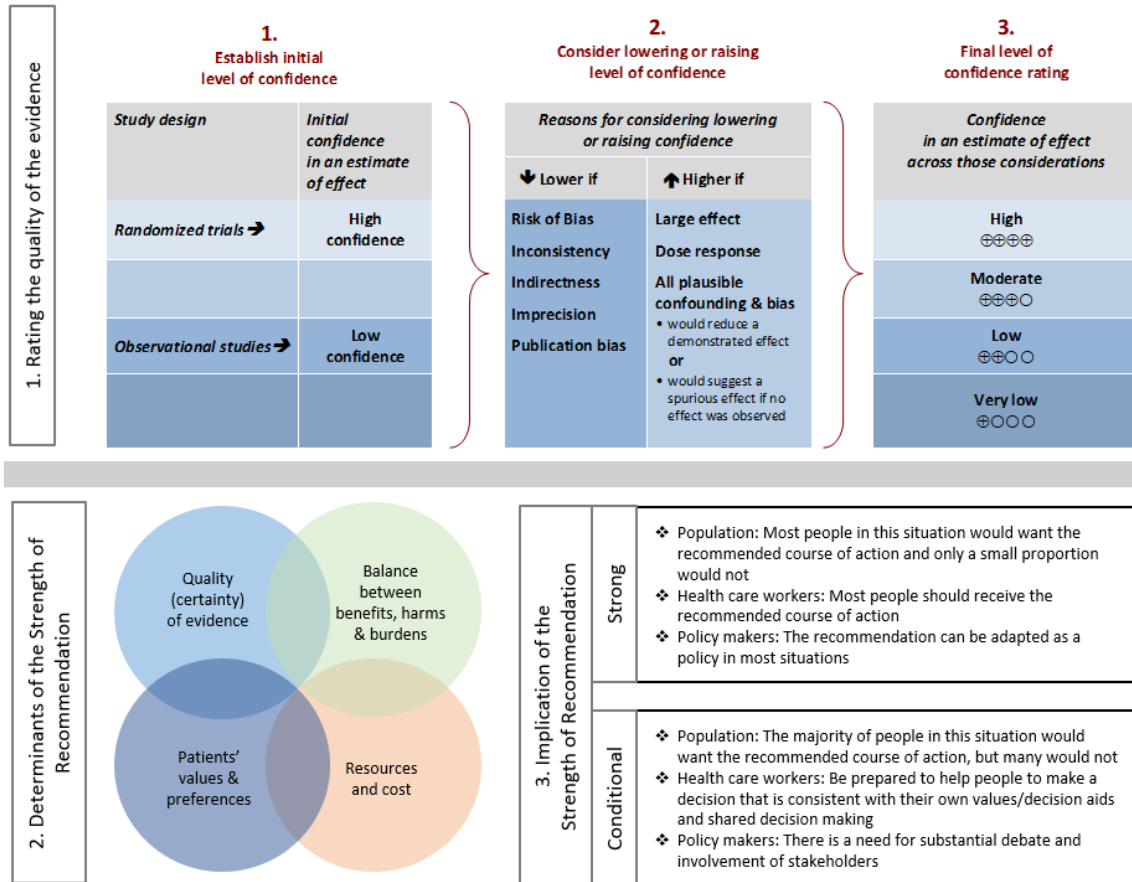 1. Rating the quality of the evidence
1.
Establish initial
level of confidence
Study design
Initial
confidence
in an estimate
of effect
Randomized trials ➔
High
confidence
Observational studies ➔
Low
confidence
2.
Consider lowering or raising
level of confidence
Reasons for considering lowering
or raising confidence
🡇 Lower if
🡅 Higher if
Risk of Bias
Inconsistency
Indirectness
Imprecision
Publication bias
Large effect
Dose response
All plausible
confounding & bias
• would reduce a
demonstrated effect
or
• would suggest a
spurious effect if no
effect was observed
3.
Final level of
confidence rating
Confidence
in an estimate of effect
across those considerations
High
⊕⊕⊕⊕
Moderate
⊕⊕⊕○
Low
⊕⊕○○
Very low
⊕○○○
2. Determinants of the Strength of
Recommendation
Quality
(certainty)
of evidence
Balance
between
benefits, harms
& burdens
Patients'
values &
preferences
Resources
and cost
3. Implication of the
Strength of Recommendation
Strong
❖ Population: Most people in this situation would want the
recommended course of action and only a small proportion
would not
❖ Health care workers: Most people should receive the
recommended course of action
❖ Policy makers: The recommendation can be adapted as a
policy in most situations
Conditional
❖ Population: The majority of people in this situation would
want the recommended course of action, but many would not
❖ Health care workers: Be prepared to help people to make a
decision that is consistent with their own values/decision aids
and shared decision making
❖ Policy makers: There is a need for substantial debate and
involvement of stakeholders